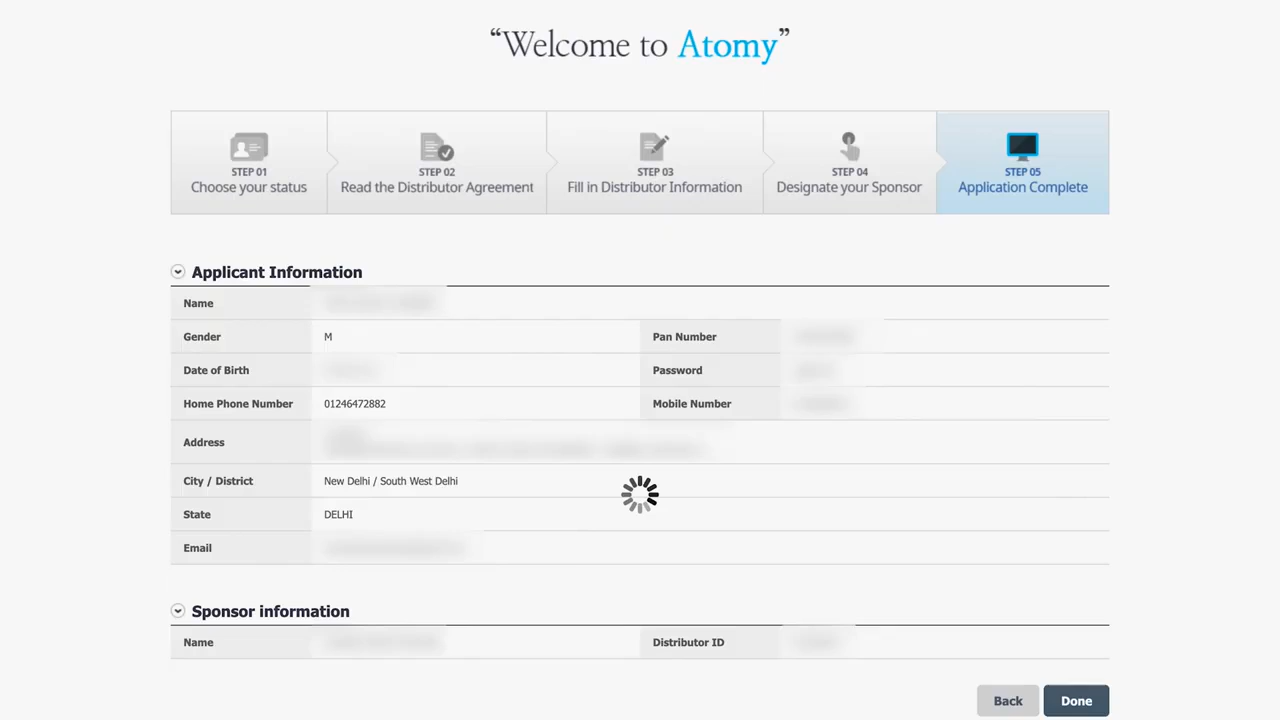 “Welcome to Atomy”
STEP 01
Choose your status
STEP 02
Read the Distributor Agreement
STEP 03
Fill in Distributor Information
STEP 04
Designate your Sponsor
STEP 05
Application Complete
Applicant Information
Name
Gender M Pan Number
Date of Birth Password
Home Phone Number 01246472882 Mobile Number
Address
City / District New Delhi / South West Delhi
State DELHI
Email
Sponsor information
Name Distributor ID
Back Done